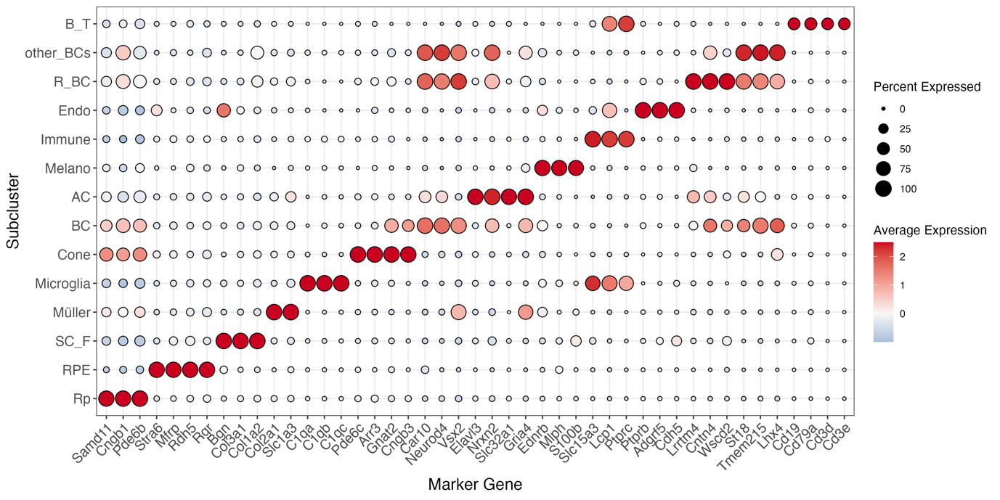 Subcluster
B_T
other_BCs
R_BC
Endo
Immune
Melano
AC
BC
Cone
Microglia
Müller
SC_F
RPE
Rp
Samd11
Cngb1
Pde6b
Stra6
Mfrp
Rdh5
Rgr
Bgn
Col3a1
Col1a2
Col2a1
Slc1a3
C1qa
C1qb
C1qc
Pde6c
Arr3
Gnat2
Cngb3
Car10
Neurod4
Vsx2
Elavl3
Nrxn2
Slc32a1
Gria4
Ednrb
Mlph
S100b
Slc15a3
Lcp1
Ptprc
Ptprb
Adgrf5
Cdh5
Lrrtm4
Cntn4
Wscd2
St18
Tmem215
Lhx4
Cd19
Cd79a
Cd3d
Cd3e
Marker Gene
Percent Expressed
0
25
50
75
100
Average Expression
2
1
0